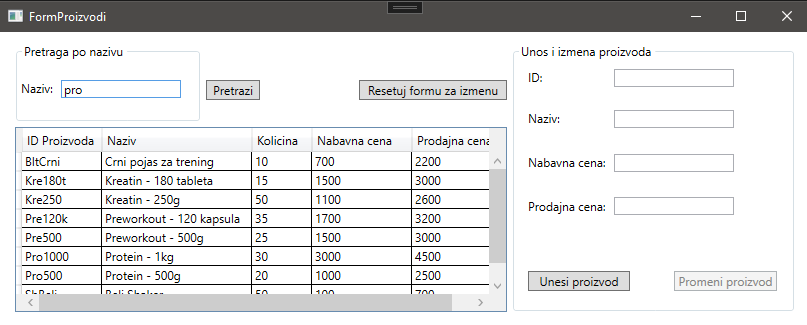 FormProizvodi
Pretraga po nazivu
Naziv: pro
Pretrazi
Resetuj formu za izmenu
ID Proizvoda Naziv Kolicina Nabavna cena Prodajna cena
BltCrni Crni pojas za trening 10 700 2200
Kre180t Kreatin - 180 tableta 15 1500 3000
Kre250 Kreatin - 250g 50 1100 2600
Pre120k Preworkout - 120 kapsula 35 1700 3200
Pre500 Preworkout - 500g 25 1500 3000
Pro1000 Protein - 1kg 30 3000 4500
Pro500 Protein - 500g 20 1000 2500
ShBeli Beli Shaker 50 100 700
Unos i izmena proizvoda
ID:
Naziv:
Nabavna cena:
Prodajna cena:
Unesi proizvod
Promeni proizvod